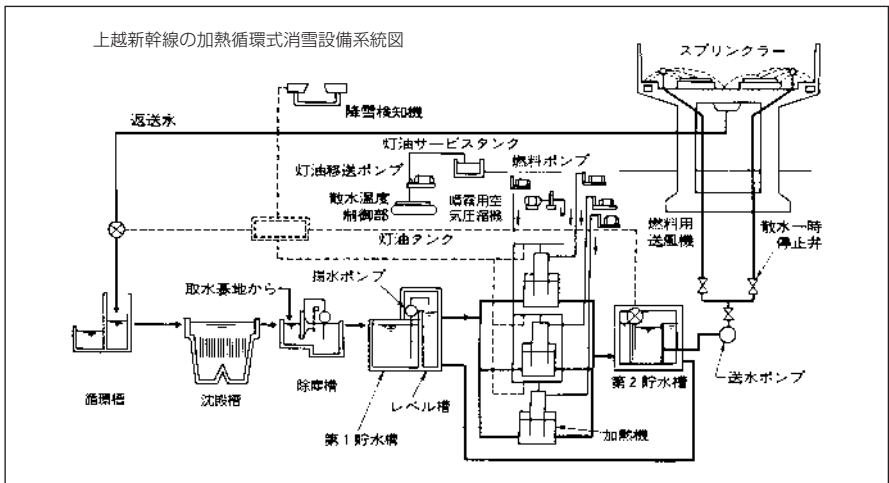 上越新幹線の加熱循環式消雪設備系統図
スプリンクラー
降雪検知機
返送水
灯油サービスタンク
灯油移送ポンプ
燃料ポンプ
散水温度
制御部
噴霧用空
気圧縮機
灯油タンク
燃料用
送風機
散水一時
停止弁
揚水ポンプ
取水基地から
循環槽
沈殿槽
除塵槽
レベル槽
第1貯水槽
加熱機
第2貯水槽
送水ポンプ